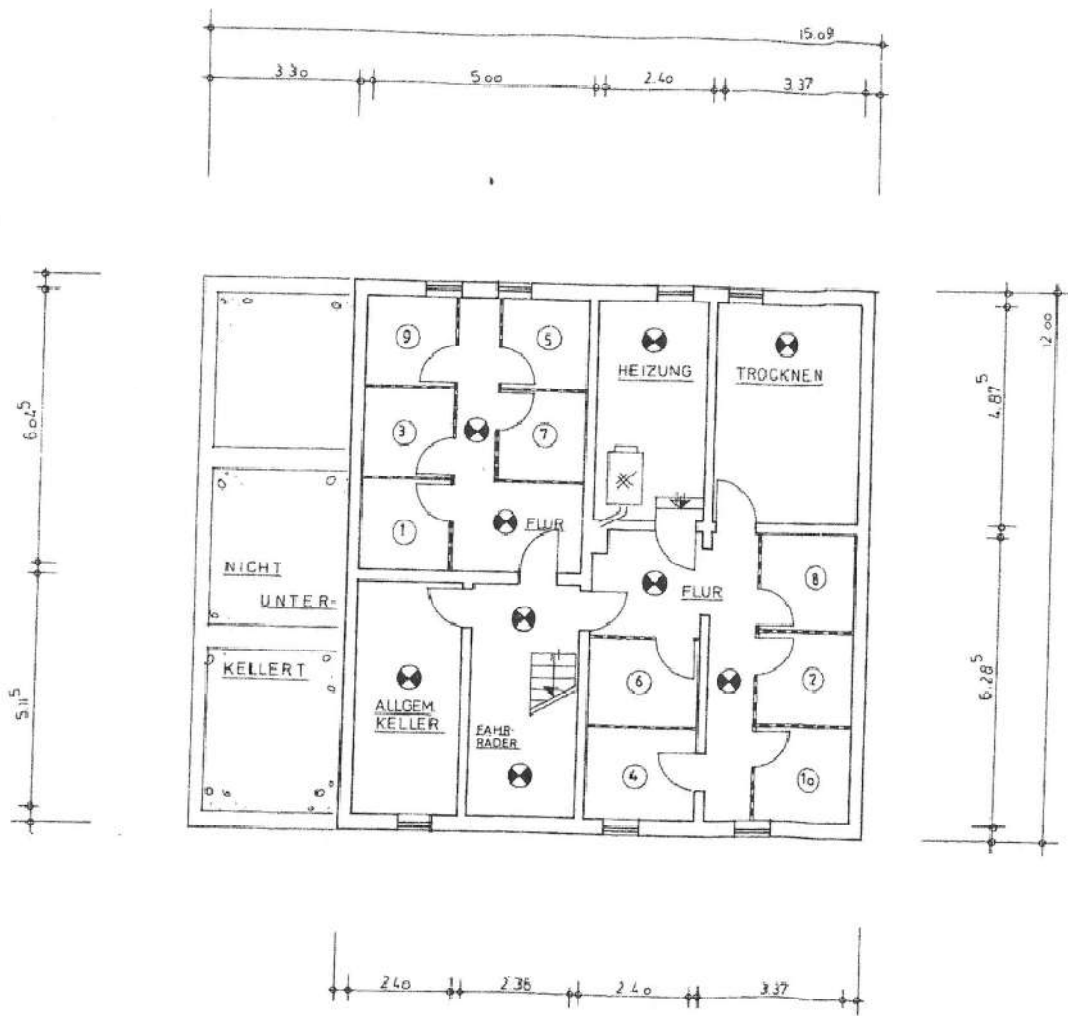 15.09
3.30 5.00 2.40 3.37
12.00
4.87⁵
6.28⁵
6.04⁵
5.11⁵
9
5
HEIZUNG
TROCKNEN
3
7
1
FLUR
NICHT
UNTER=
KELLERT
FLUR
8
6
2
ALLGEM.
KELLER
FAHR-
RÄDER
4
10
2.40 2.36 2.40 3.37